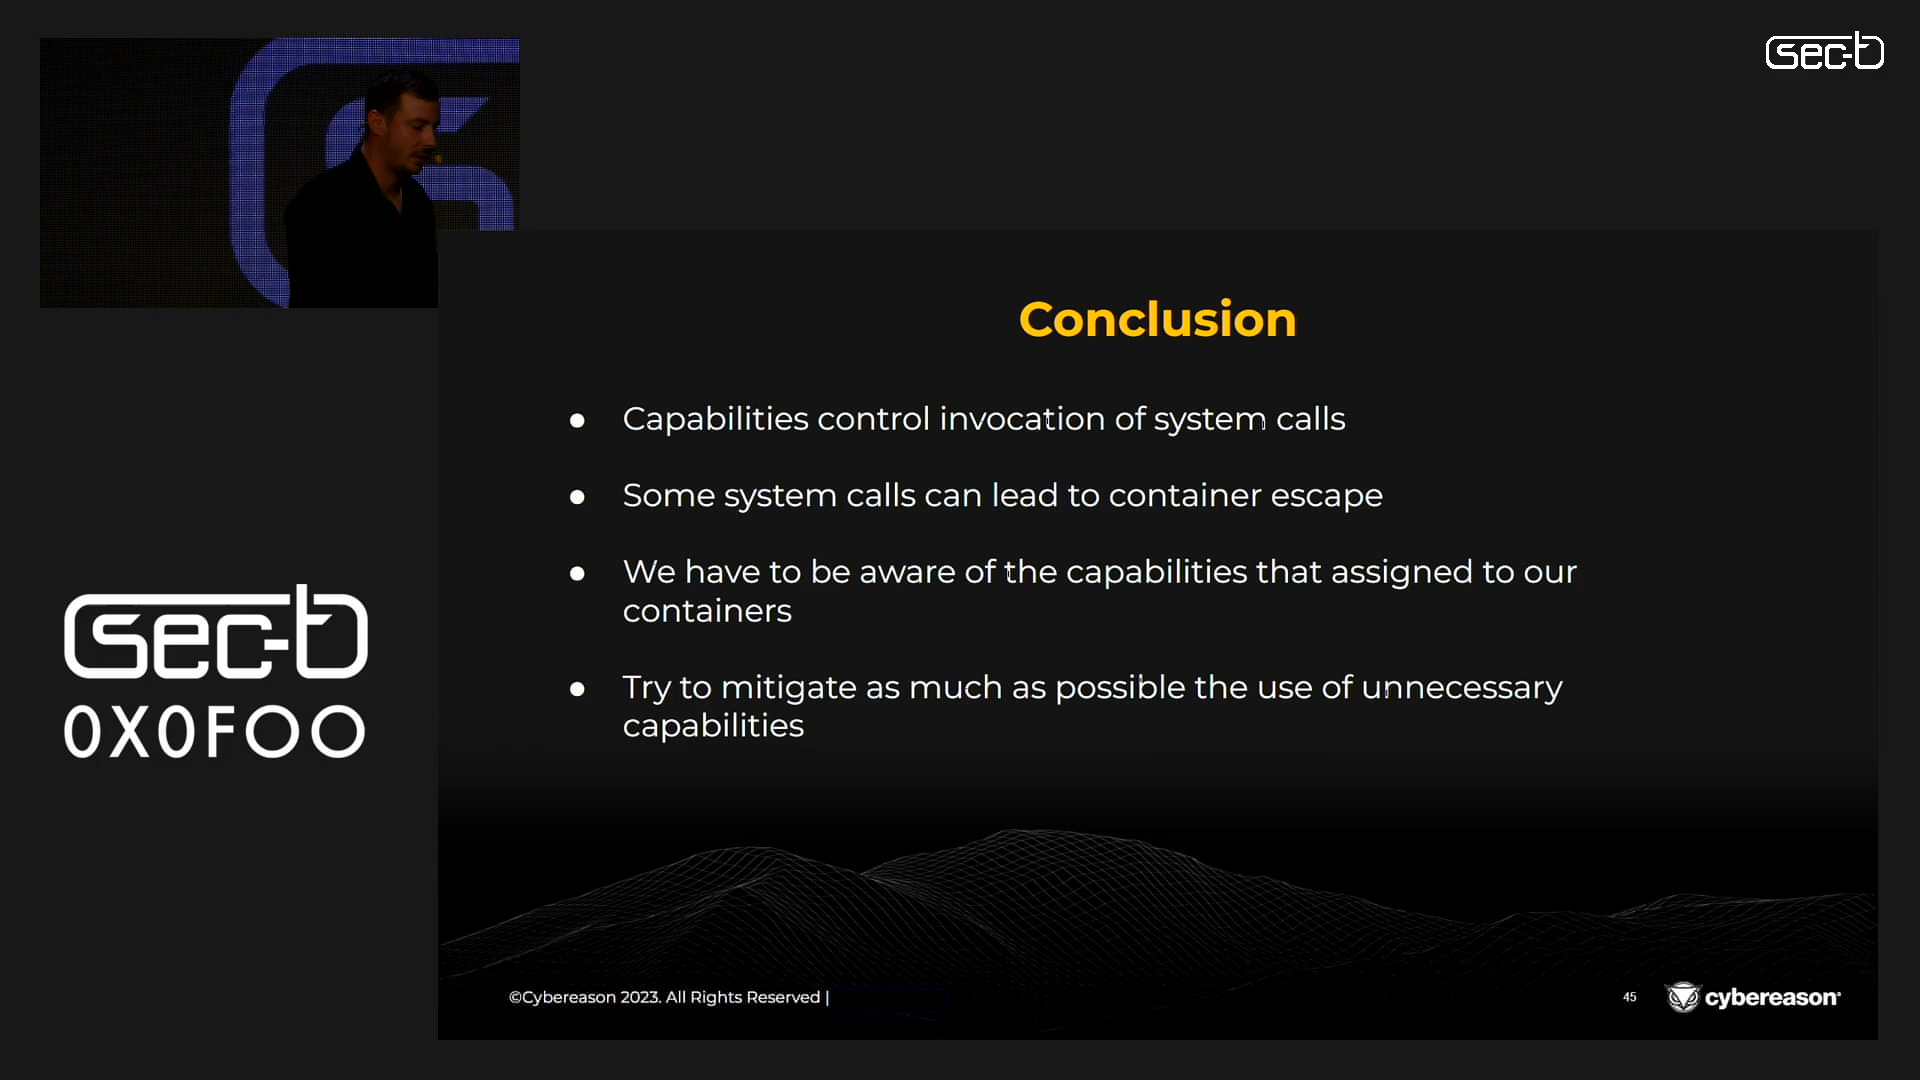 sec-t
Conclusion
● Capabilities control invocation of system calls
● Some system calls can lead to container escape
● We have to be aware of the capabilities that assigned to our
containers
● Try to mitigate as much as possible the use of unnecessary
capabilities
sec-t
0X0F00
©Cybereason 2023. All Rights Reserved |
45
cybereason®